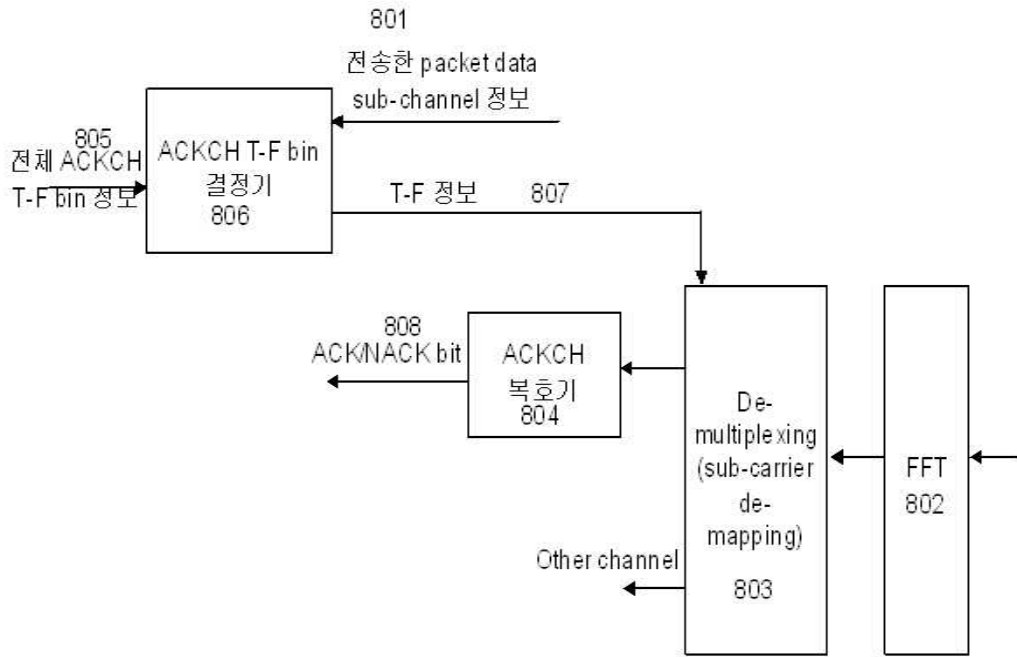 801
전송한 packet data
sub-channel 정보
805
전체 ACKCH
T-F bin 정보
ACKCH T-F bin
결정기
806
T-F 정보 807
808
ACK/NACK bit
ACKCH
복호기
804
De-
multiplexing
(sub-carrier
de-
mapping)
803
FFT
802
Other channel